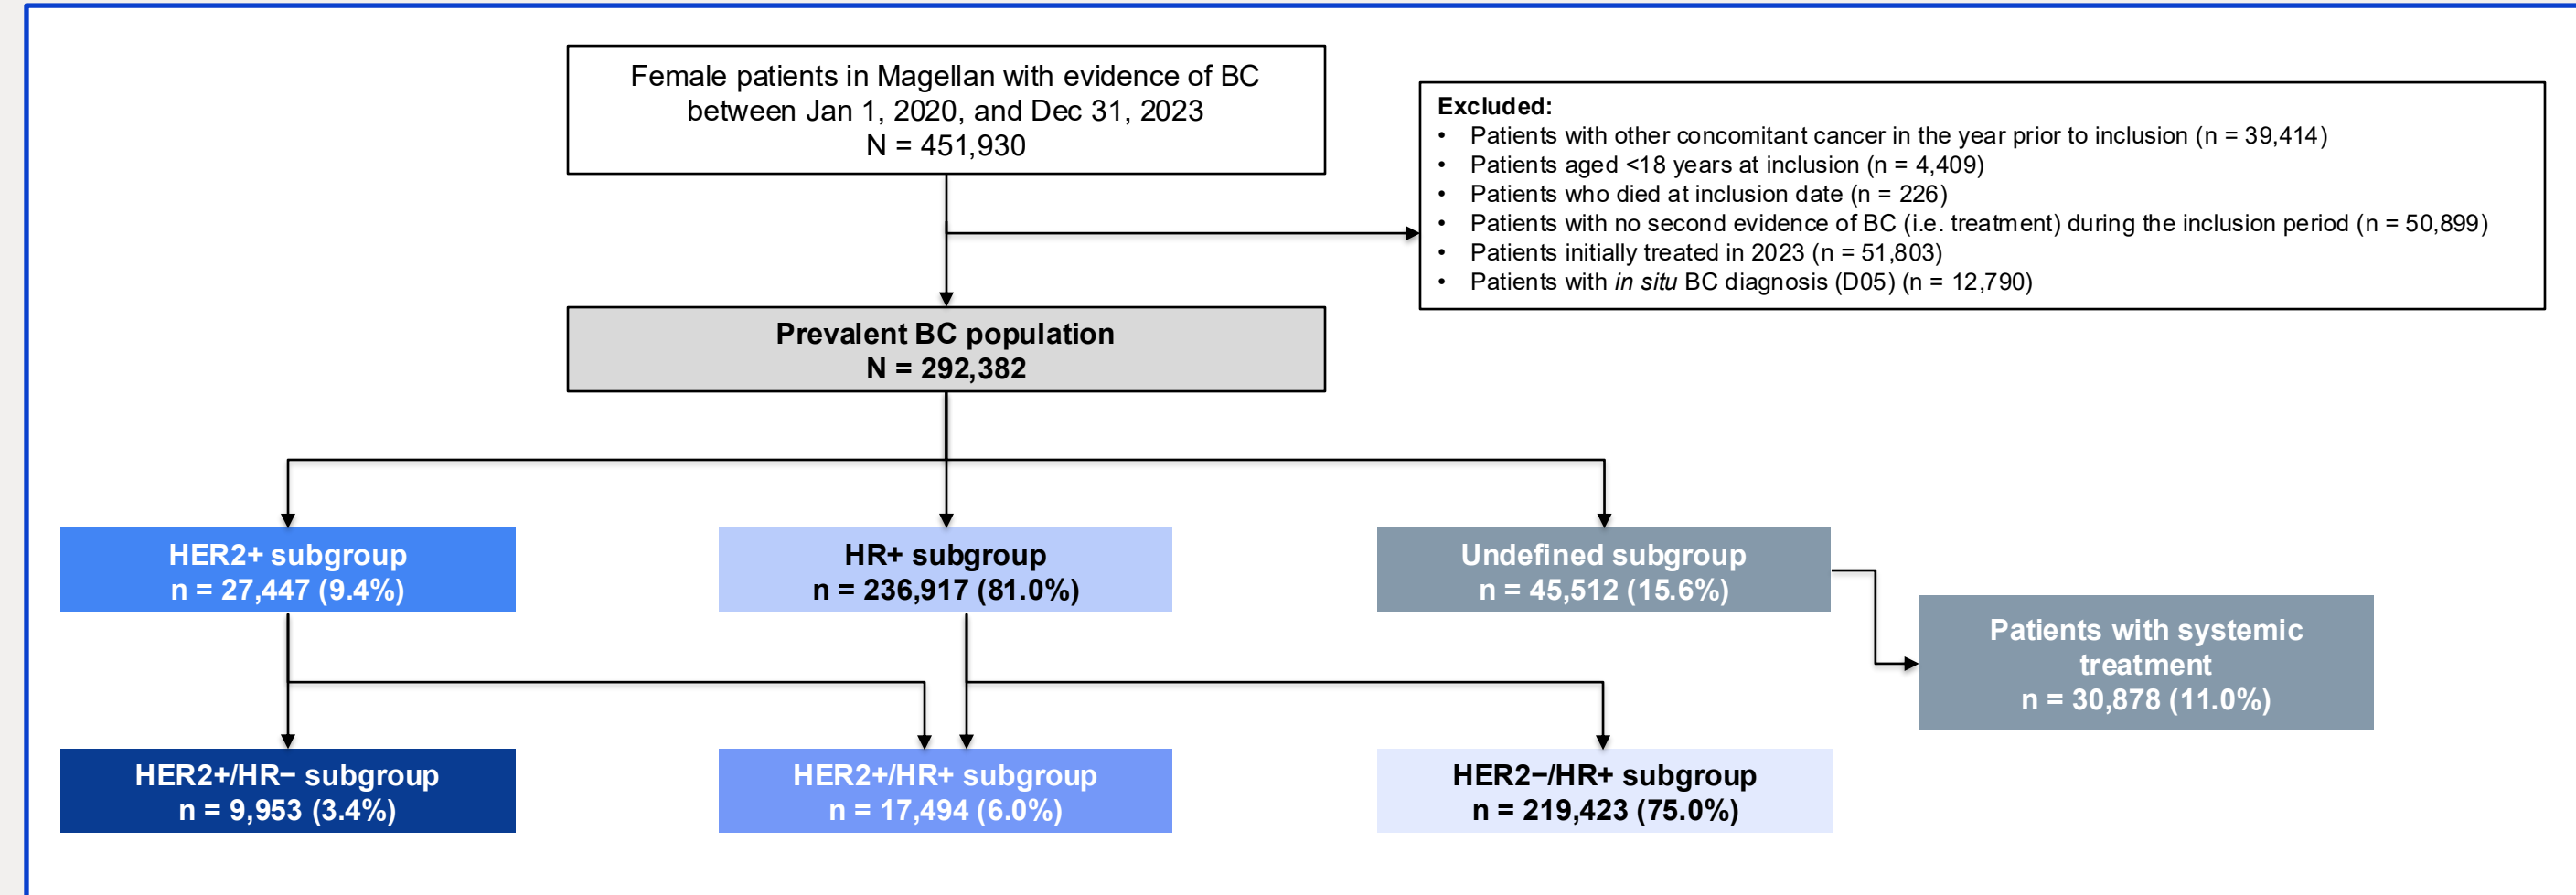 Female patients in Magellan with evidence of BC
between Jan 1, 2020, and Dec 31, 2023
N = 451,930
Excluded:
• Patients with other concomitant cancer in the year prior to inclusion (n = 39,414)
• Patients aged <18 years at inclusion (n = 4,409)
• Patients who died at inclusion date (n = 226)
• Patients with no second evidence of BC (i.e. treatment) during the inclusion period (n = 50,899)
• Patients initially treated in 2023 (n = 51,803)
• Patients with in situ BC diagnosis (D05) (n = 12,790)
Prevalent BC population
N = 292,382
HER2+ subgroup
n = 27,447 (9.4%)
HR+ subgroup
n = 236,917 (81.0%)
Undefined subgroup
n = 45,512 (15.6%)
Patients with systemic
treatment
n = 30,878 (11.0%)
HER2+/HR− subgroup
n = 9,953 (3.4%)
HER2+/HR+ subgroup
n = 17,494 (6.0%)
HER2−/HR+ subgroup
n = 219,423 (75.0%)